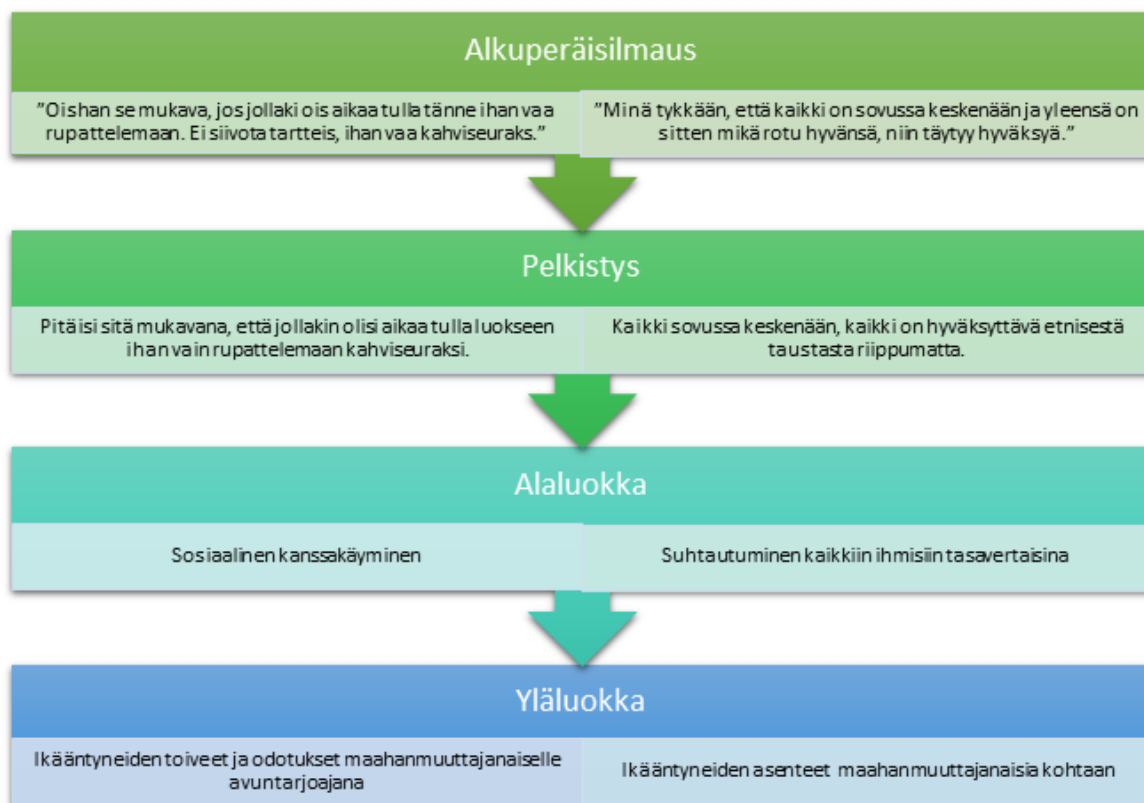 Alkuperäisilmaus
”Oishan se mukava, jos jollaki ois aikaa tulla tänne ihan vaa
rupattelemaan. Ei siivota tartteis, ihan vaa kahviseuraks.”
”Minä tykkään, että kaikki on sovussa keskenään ja yleensä on
sitten mikä rotu hyvänsä, niin täytyy hyväksyä.”
Pelkistys
Pitäisi sitä mukavana, että jollakin olisi aikaa tulla luokseen
ihan vain rupattelemaan kahviseuraksi.
Kaikki sovussa keskenään, kaikki on hyväksyttävä etnisestä
taustasta riippumatta.
Alaluokka
Sosiaalinen kanssakäyminen
Suhtautuminen kaikkiin ihmisiin tasavertaisina
Yläluokka
Ikääntyneiden toiveet ja odotukset maahanmuuttajanaiselle
avuntarjoajana
Ikääntyneiden asenteet maahanmuuttajanaisia kohtaan